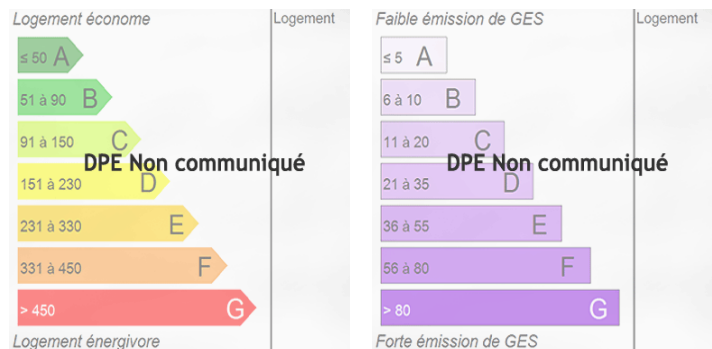 Logement économe
Logement
≤ 50 A
51 à 90 B
91 à 150 C
DPE Non communiqué
151 à 230 D
231 à 330 E
331 à 450 F
> 450 G
Logement énergivore
Faible émission de GES
Logement
≤ 5 A
6 à 10 B
11 à 20 C
DPE Non communiqué
21 à 35 D
36 à 55 E
56 à 80 F
> 80 G
Forte émission de GES